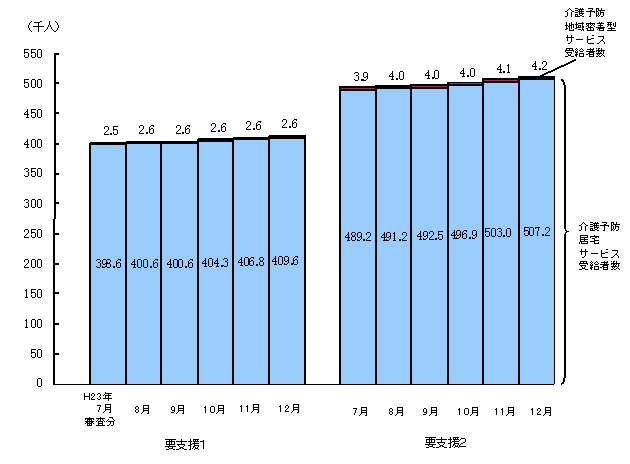 （千人）
550
500
450
400
350
300
250
200
150
100
50
0
2.5 2.6 2.6 2.6 2.6 2.6
398.6 400.6 400.6 404.3 406.8 409.6
H23年
7月 8月 9月 10月 11月 12月
審査分
要支援1
3.9 4.0 4.0 4.0 4.1 4.2
489.2 491.2 492.5 496.9 503.0 507.2
7月 8月 9月 10月 11月 12月
要支援2
介護予防
地域密着型
サービス
受給者数
介護予防
居宅
サービス
受給者数